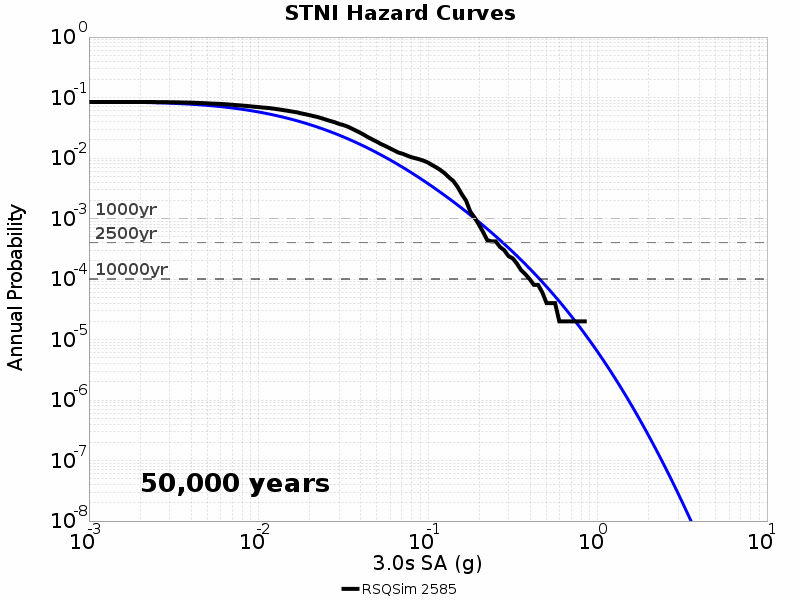 STNI Hazard Curves
10^0
10^-1
10^-2
10^-3
10^-4
10^-5
10^-6
10^-7
10^-8
1000yr
2500yr
10000yr
Annual Probability
50,000 years
10^-3
10^-2
10^-1
10^0
10^1
3.0s SA (g)
RSQSim 2585